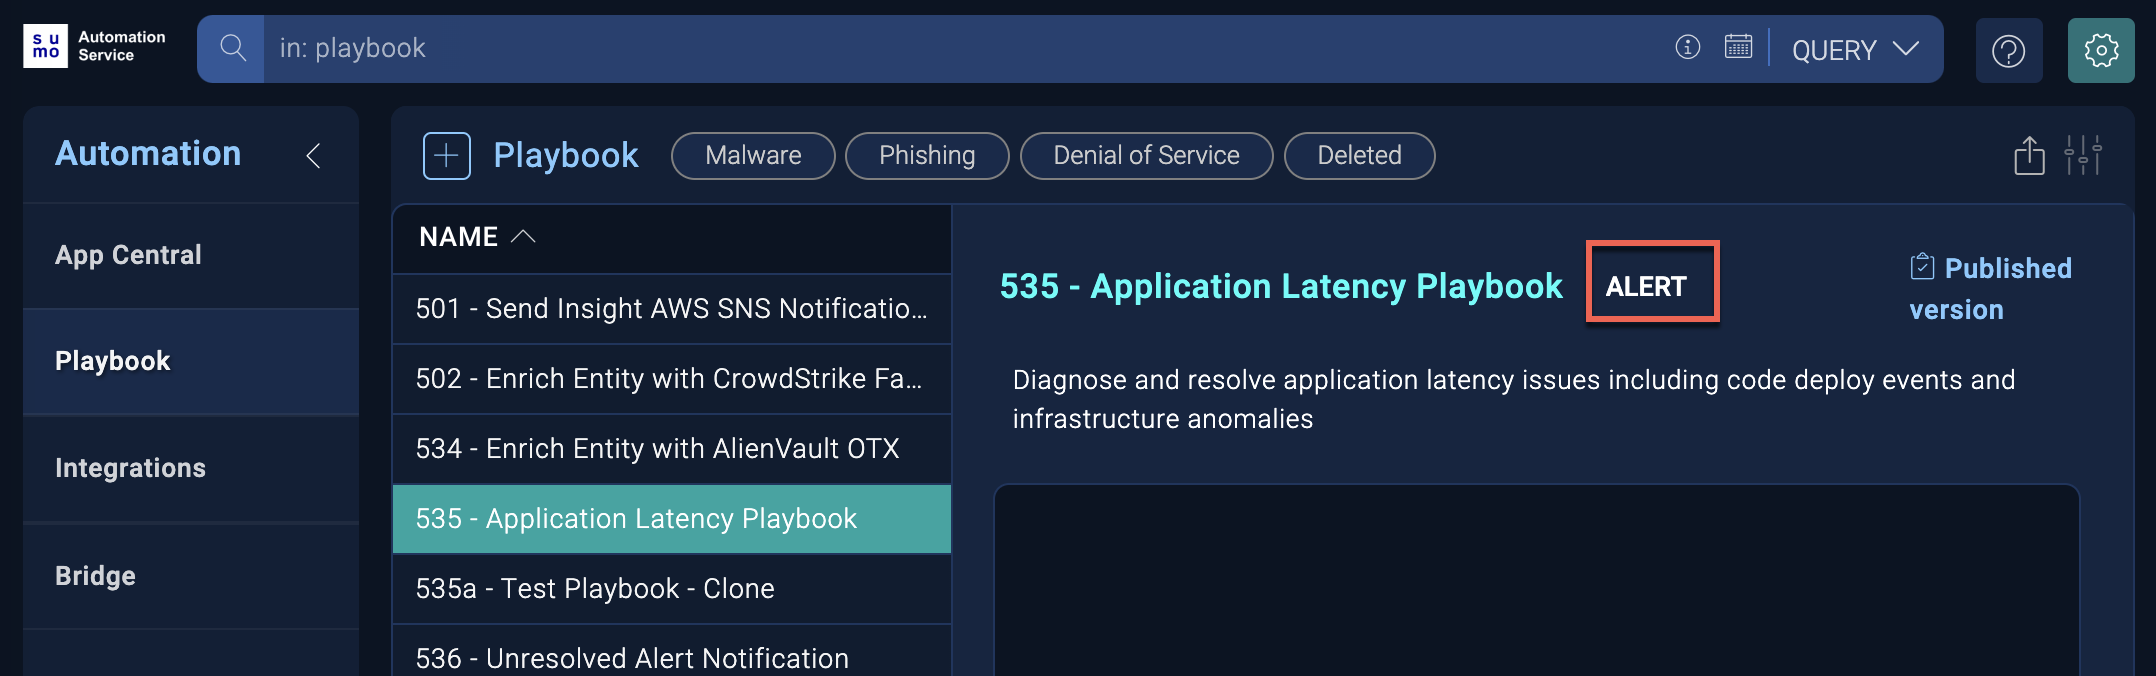 su
mo
Automation
Service
in: playbook
QUERY
Automation
App Central
Playbook
Integrations
Bridge
Playbook
Malware
Phishing
Denial of Service
Deleted
NAME
501 - Send Insight AWS SNS Notificatio...
502 - Enrich Entity with CrowdStrike Fa...
534 - Enrich Entity with AlienVault OTX
535 - Application Latency Playbook
535a - Test Playbook - Clone
536 - Unresolved Alert Notification
535 - Application Latency Playbook
ALERT
Published
version
Diagnose and resolve application latency issues including code deploy events and
infrastructure anomalies